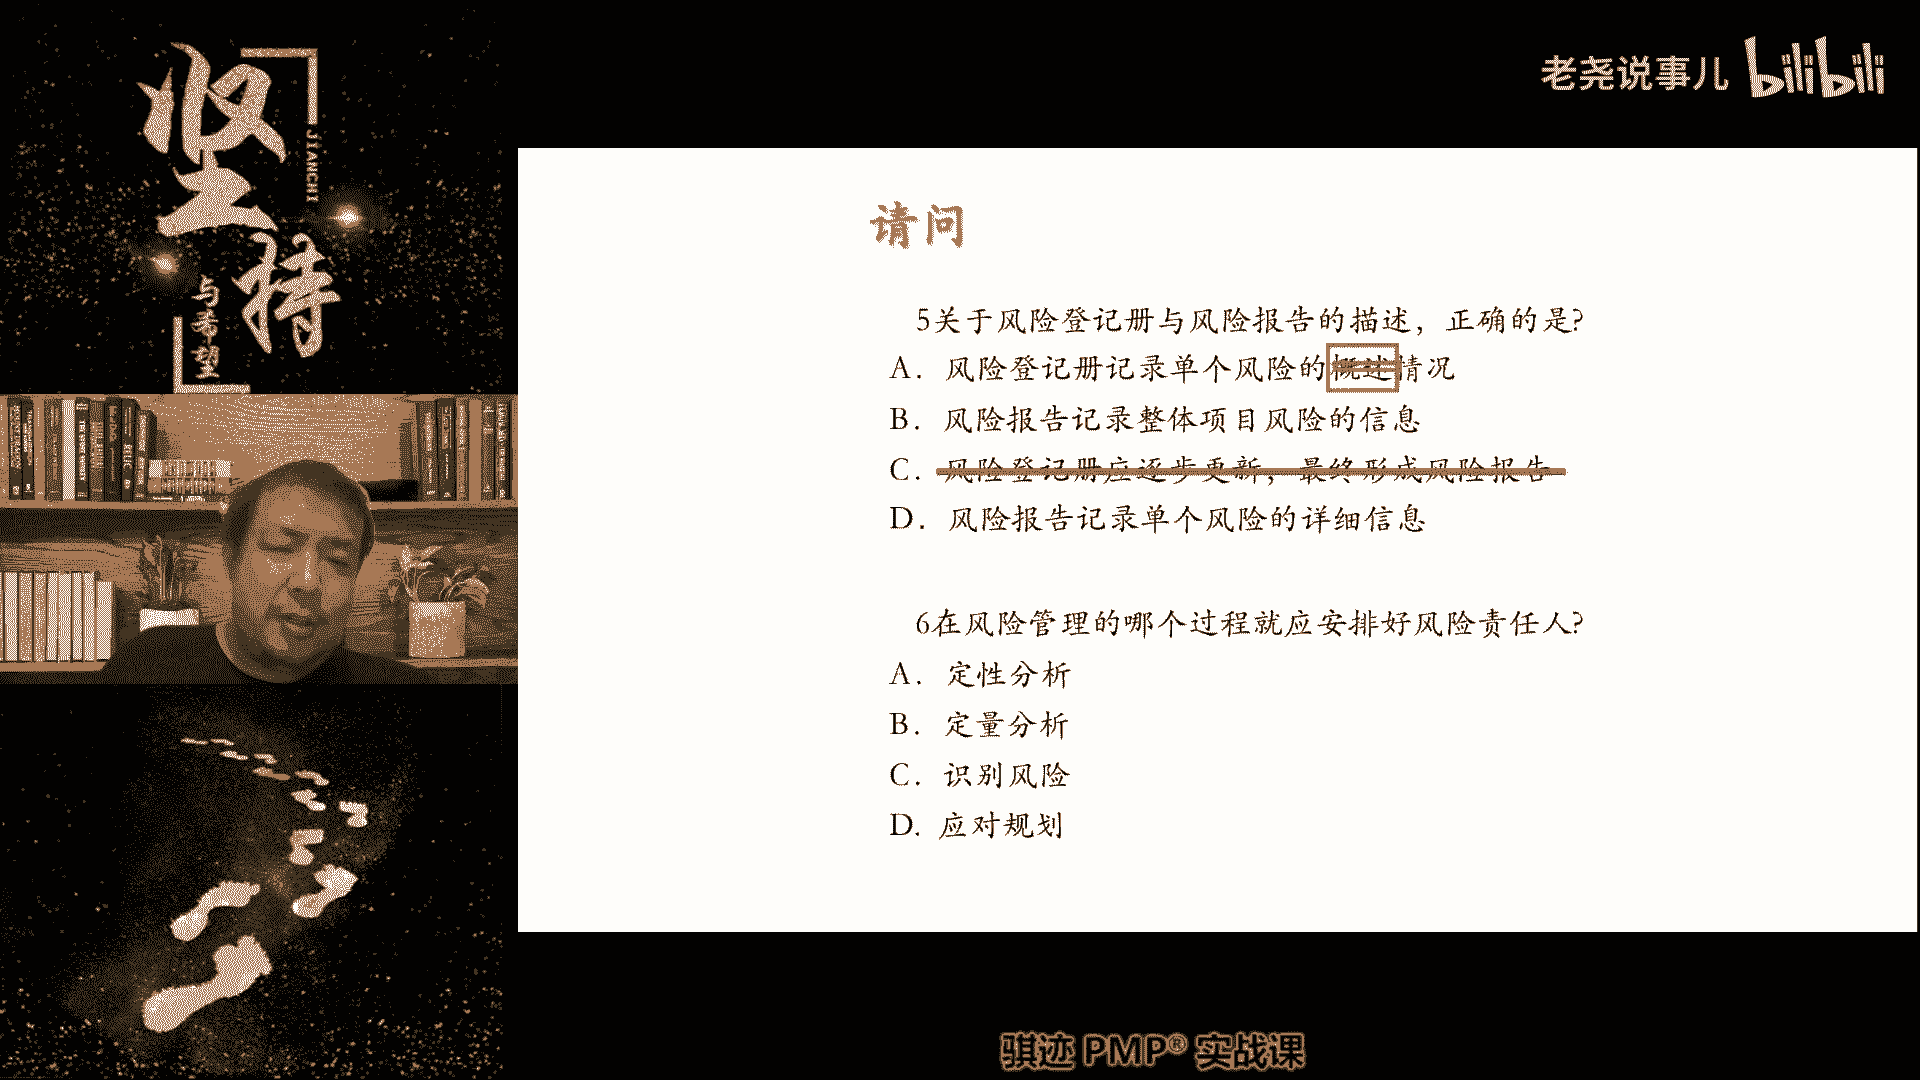 坚持
JIANCHI
与希望
老尧说事儿 bilibili
请问
5关于风险登记册与风险报告的描述，正确的是?
A. 风险登记册记录单个风险的概述情况
B. 风险报告记录整体项目风险的信息
C. 风险登记册应逐步更新，最终形成风险报告
D. 风险报告记录单个风险的详细信息
6在风险管理的哪个过程就应安排好风险责任人?
A. 定性分析
B. 定量分析
C. 识别风险
D. 应对规划
骐迹 PMP® 实战课